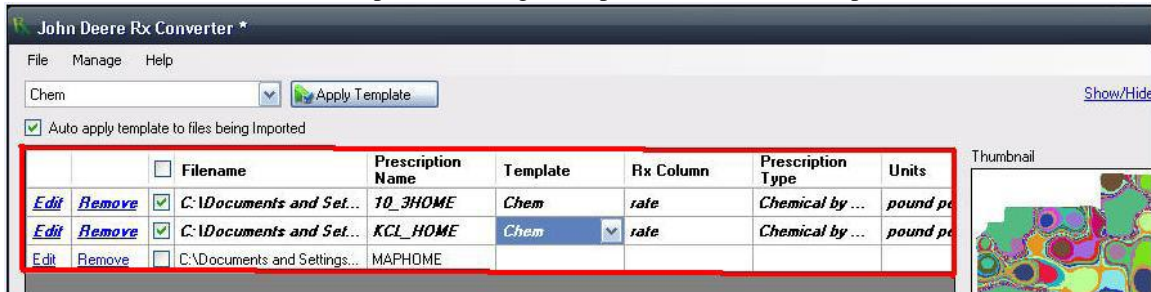 John Deere Rx Converter *
File Manage Help
Chem Apply Template Show/Hide
Auto apply template to files being Imported
Filename Prescription Name Template Rx Column Prescription Type Units Thumbnail
Edit Remove C:\Documents and Set... 10_3HOME Chem rate Chemical by ... pound pe
Edit Remove C:\Documents and Set... KCL_HOME Chem rate Chemical by ... pound pe
Edit Remove C:\Documents and Settings... MAPHOME